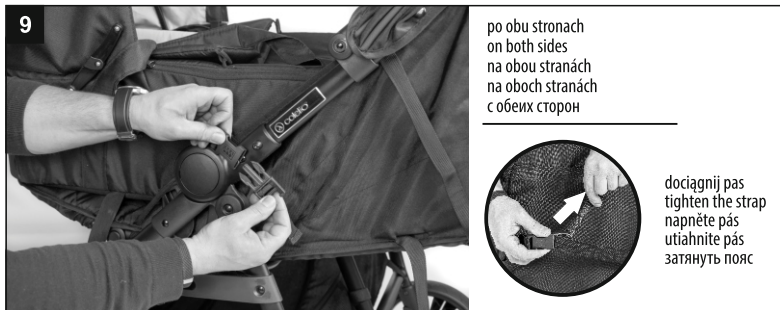 9
coletto
po obu stronach
on both sides
na obou stranách
na oboch stranách
с обеих сторон
dociągnij pas
tighten the strap
napněte pás
utiahnite pás
затянуть пояс